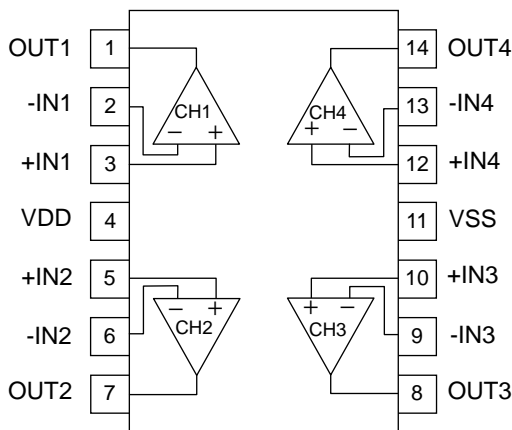 OUT1 1 14 OUT4
-IN1 2 CH1 CH4 13 -IN4
− + + −
+IN1 3 12 +IN4
VDD 4 11 VSS
+IN2 5 10 +IN3
− + + −
-IN2 6 CH2 CH3 9 -IN3
OUT2 7 8 OUT3